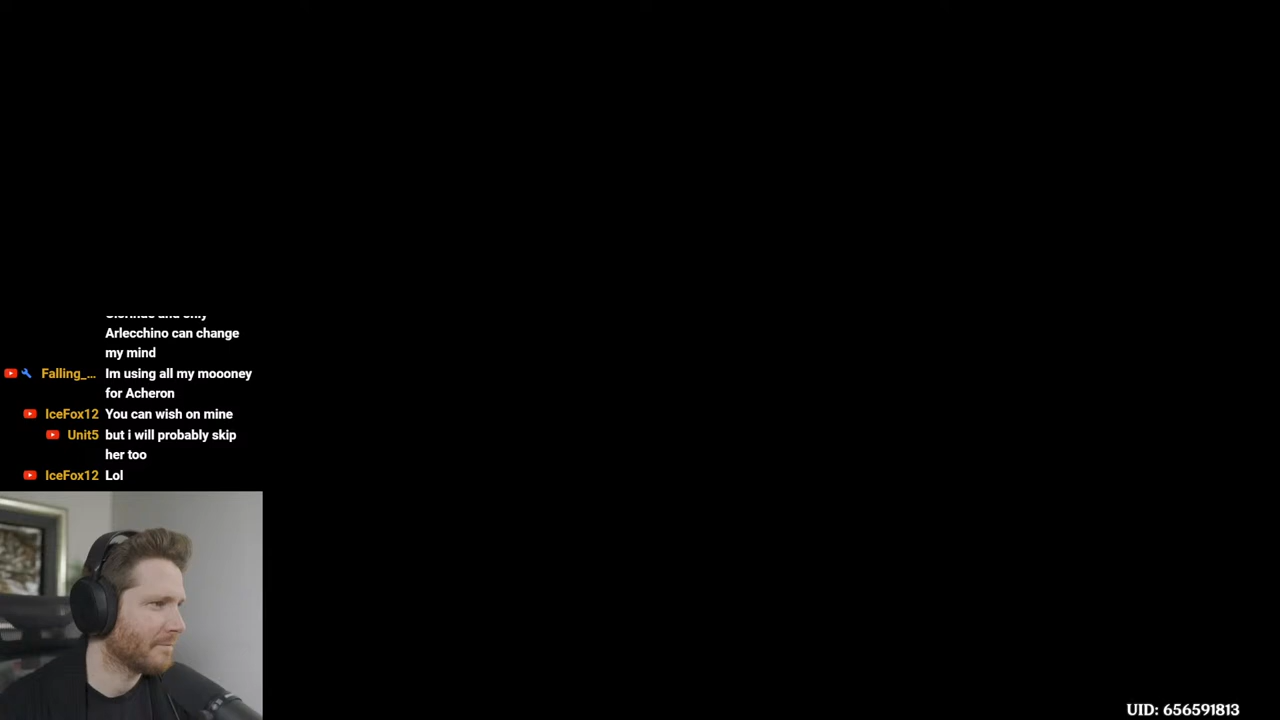 Arlecchino can change
my mind
Falling_... Im using all my moooney
for Acheron
IceFox12 You can wish on mine
Unit5 but i will probably skip
her too
IceFox12 Lol
UID: 656591813